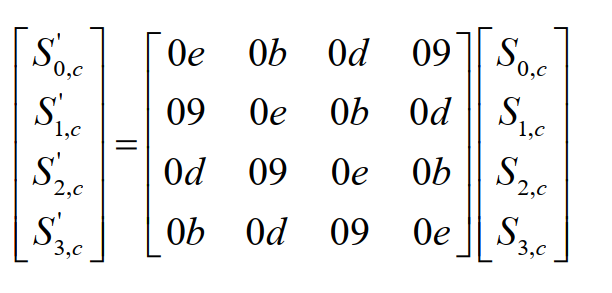 S'0,c 0e 0b 0d 09 S0,c
S'1,c 09 0e 0b 0d S1,c
=
S'2,c 0d 09 0e 0b S2,c
S'3,c 0b 0d 09 0e S3,c